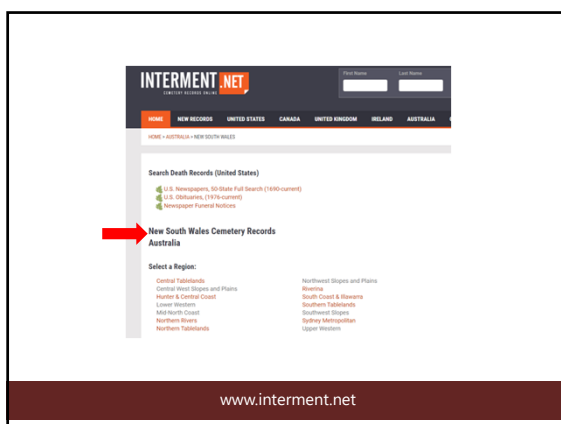 INTERMENT.NET
CEMETERY RECORDS ONLINE
First Name Last Name
HOME NEW RECORDS UNITED STATES CANADA UNITED KINGDOM IRELAND AUSTRALIA
HOME > AUSTRALIA > NEW SOUTH WALES
Search Death Records (United States)
U.S. Newspapers, 50-State Full Search (1690-current)
U.S. Obituaries, (1976-current)
Newspaper Funeral Notices
New South Wales Cemetery Records
Australia
Select a Region:
Central Tablelands
Central West Slopes and Plains
Hunter & Central Coast
Lower Western
Mid-North Coast
Northern Rivers
Northern Tablelands
Northwest Slopes and Plains
Riverina
South Coast & Illawarra
Southern Tablelands
Southwest Slopes
Sydney Metropolitan
Upper Western
www.interment.net